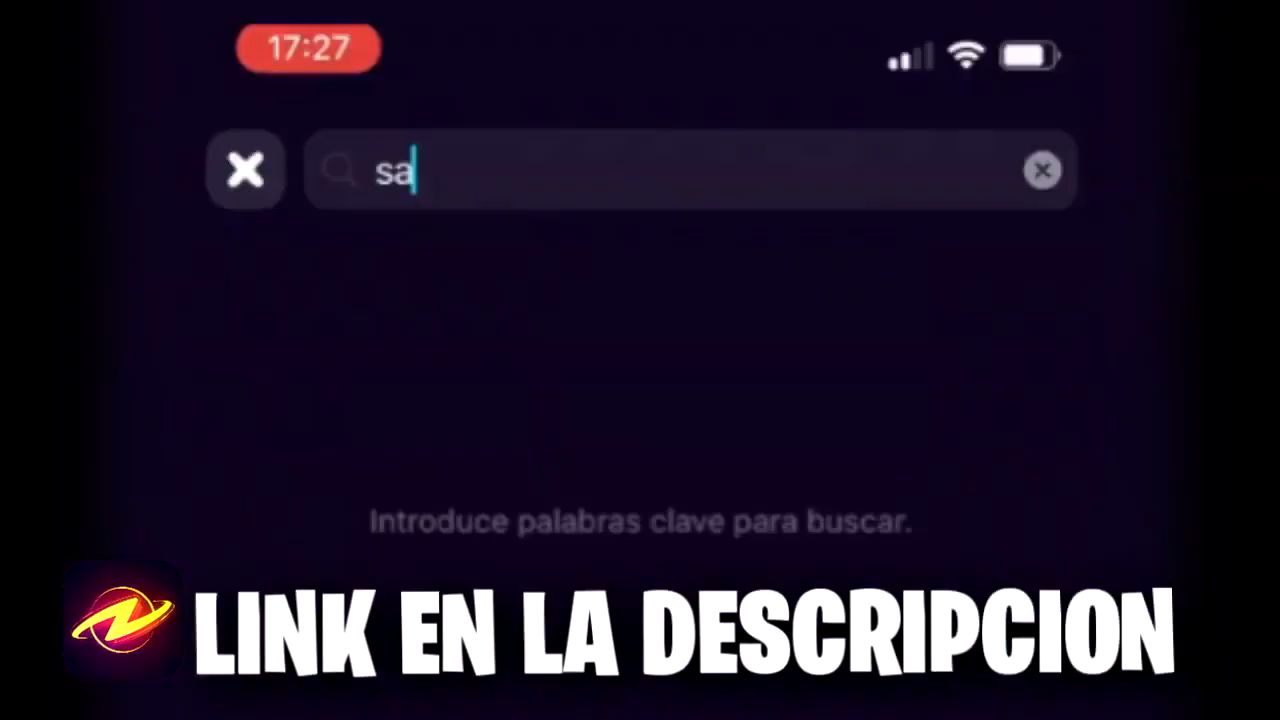 17:27
sa
Introduce palabras clave para buscar.
LINK EN LA DESCRIPCION